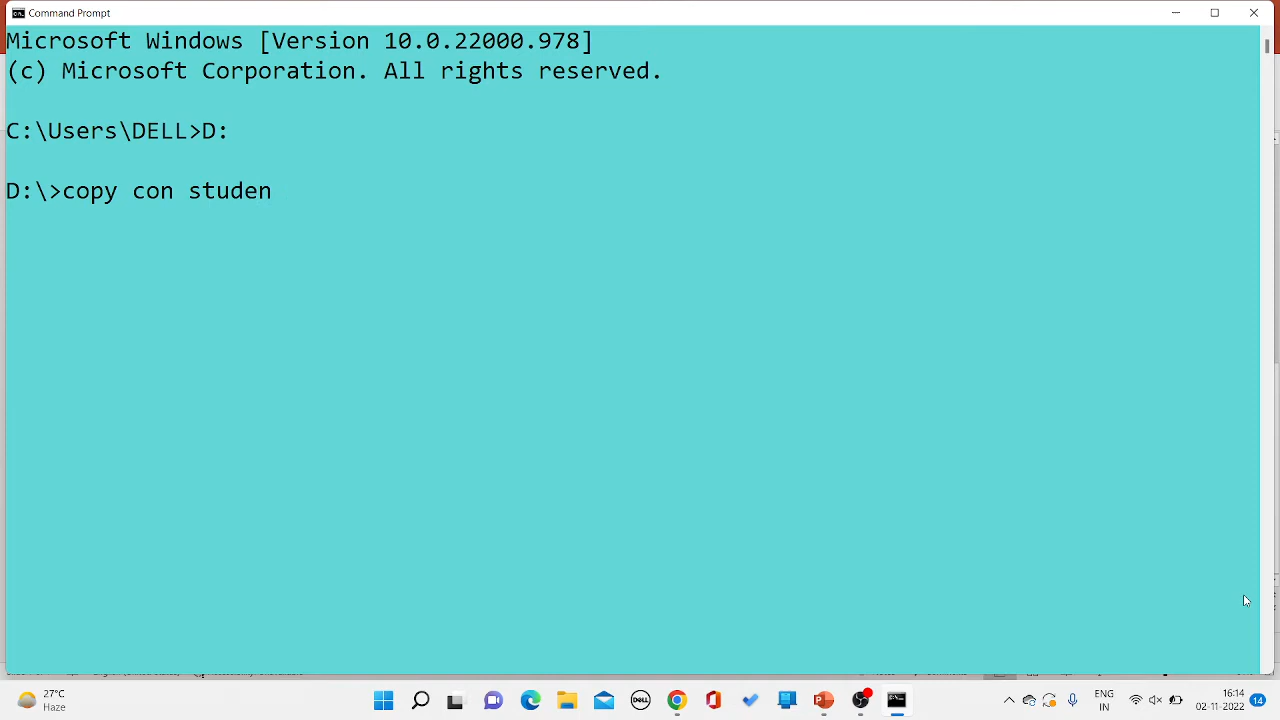 Command Prompt
Microsoft Windows [Version 10.0.22000.978]
(c) Microsoft Corporation. All rights reserved.
C:\Users\DELL>D:
D:\>copy con studen
27°C
Haze
DELL
ENG
IN
16:14
02-11-2022
14